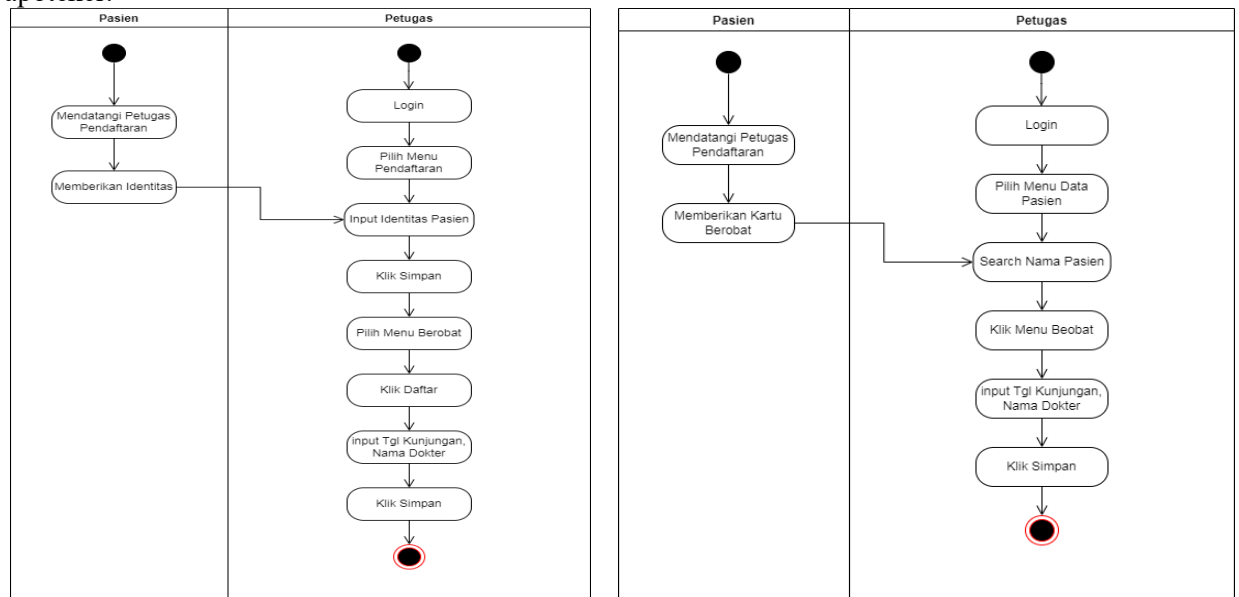 apoteker.
Pasien
Petugas
Mendatangi Petugas
Pendaftaran
Memberikan Identitas
Login
Pilih Menu
Pendaftaran
Input Identitas Pasien
Klik Simpan
Pilih Menu Berobat
Klik Daftar
input Tgl Kunjungan,
Nama Dokter
Klik Simpan
Pasien
Petugas
Mendatangi Petugas
Pendaftaran
Memberikan Kartu
Berobat
Login
Pilih Menu Data
Pasien
Search Nama Pasien
Klik Menu Beobat
input Tgl Kunjungan,
Nama Dokter
Klik Simpan